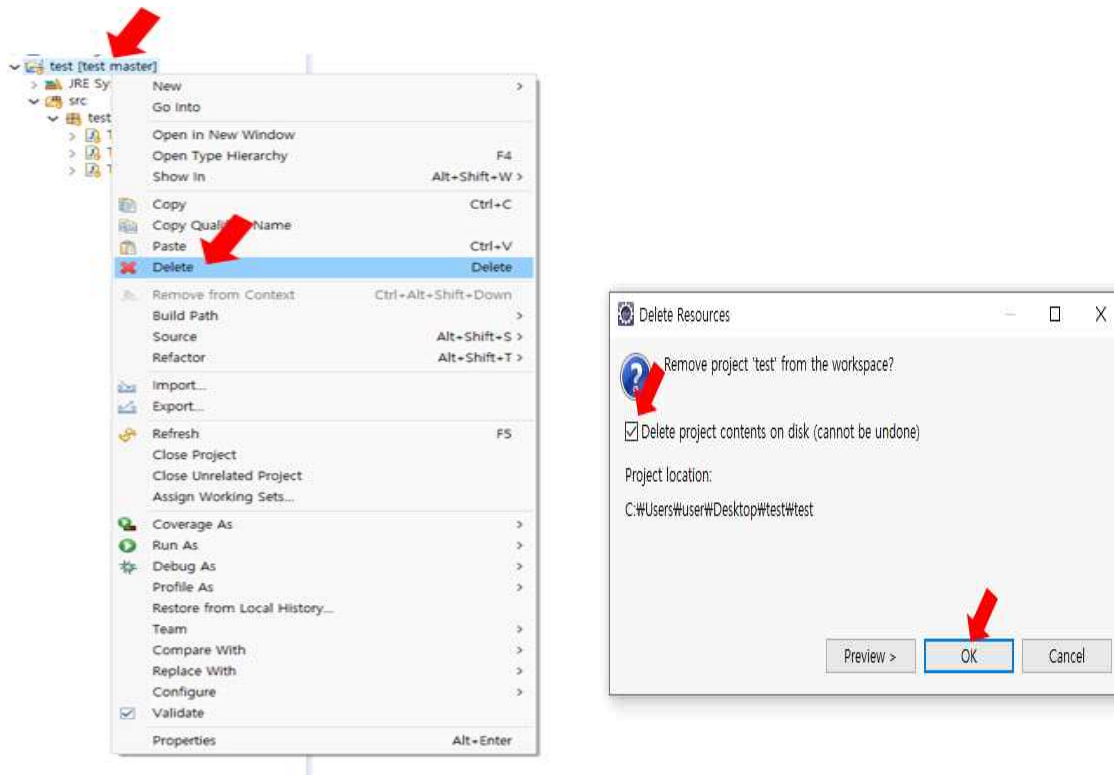 test [test master]
JRE Sy
src
test
T
T
T
New
Go Into
Open in New Window
Open Type Hierarchy F4
Show In Alt+Shift+W >
Copy Ctrl+C
Copy Quali Name
Paste Ctrl+V
Delete Delete
Remove from Context Ctrl+Alt+Shift+Down
Build Path
Source Alt+Shift+S >
Refactor Alt+Shift+T >
Import...
Export...
Refresh F5
Close Project
Close Unrelated Project
Assign Working Sets...
Coverage As
Run As
Debug As
Profile As
Restore from Local History...
Team
Compare With
Replace With
Configure
Validate
Properties Alt+Enter
Delete Resources
Remove project 'test' from the workspace?
Delete project contents on disk (cannot be undone)
Project location:
C:₩Users₩user₩Desktop₩test₩test
Preview > OK Cancel